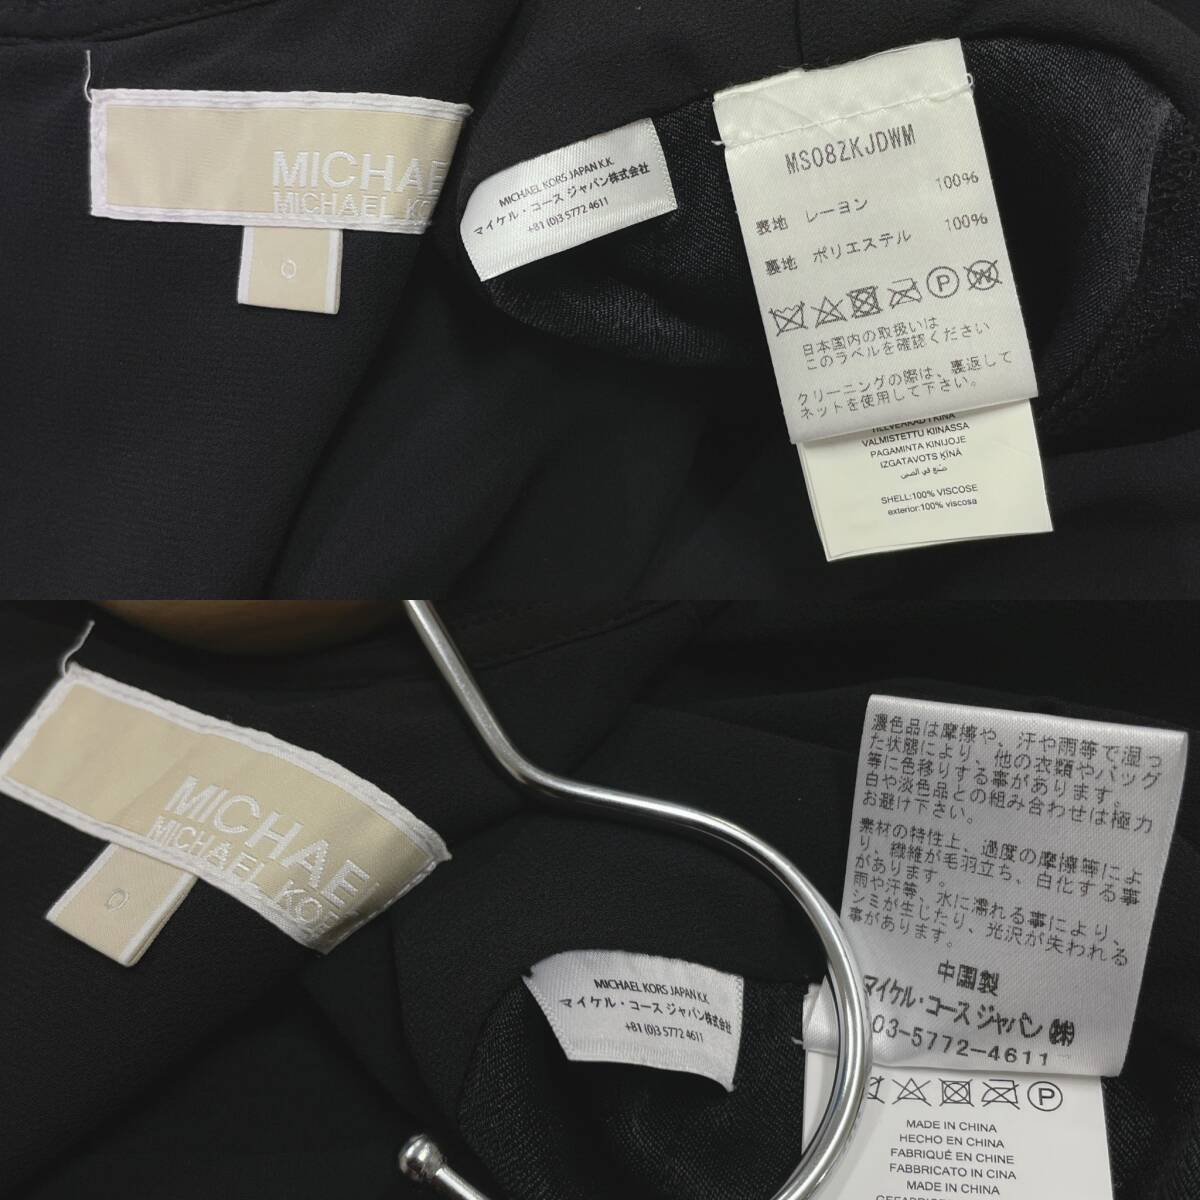 MICHAE
MICHAEL KO
0
MICHAEL KORS JAPAN K.K.
マイケル・コース ジャパン株式会社
+81 (0)3 5772 4611
MS08ZKJDWM
表地 レーヨン 100%
裏地 ポリエステル 100%
日本国内の取扱いは
このラベルを確認ください
クリーニングの際は、裏返して
ネットを使用して下さい。
TILLVERKAD I KINA
VALMISTETTU KIINASSA
PAGAMINTA KINIJOJE
IZGATAVOTS ĶĪNĀ
صنع في الصين
SHELL:100% VISCOSE
exterior:100% viscosa
MICHAE
MICHAEL KO
0
MICHAEL KORS JAPAN K.K.
マイケル・コース ジャパン株式会社
+81 (0)3 5772 4611
濃色品は摩擦や、汗や雨等で湿っ
た状態により、他の衣類やバッグ
等に色移りする事があります。
白や淡色品との組み合わせは極力
お避け下さい。
素材の特性上、過度の摩擦等によ
り、繊維が毛羽立ち、白化する事
があります。
雨や汗等、水に濡れる事により、
シミが生じたり、光沢が失われる
事があります。
中国製
マイケル・コース ジャパン㈱
03-5772-4611
MADE IN CHINA
HECHO EN CHINA
FABRIQUÉ EN CHINE
FABBRICATO IN CINA
MADE IN CHINA